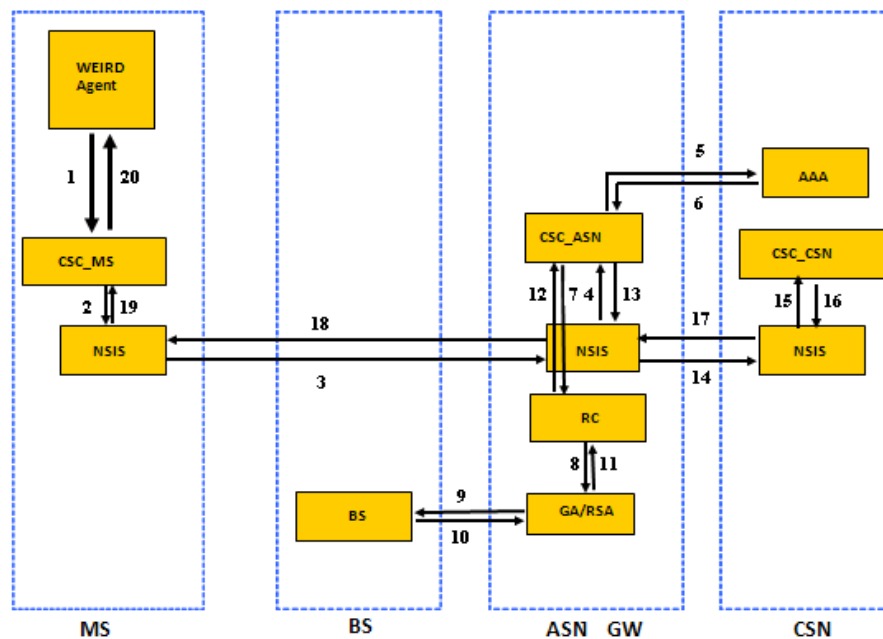 WEIRD
Agent
5
1
20
AAA
6
CSC_ASN
CSC_MS
CSC_CSN
2
19
12
7
4
13
15
16
18
17
NSIS
NSIS
NSIS
3
14
RC
8
11
9
BS
GA/RSA
10
MS
BS
ASN GW
CSN